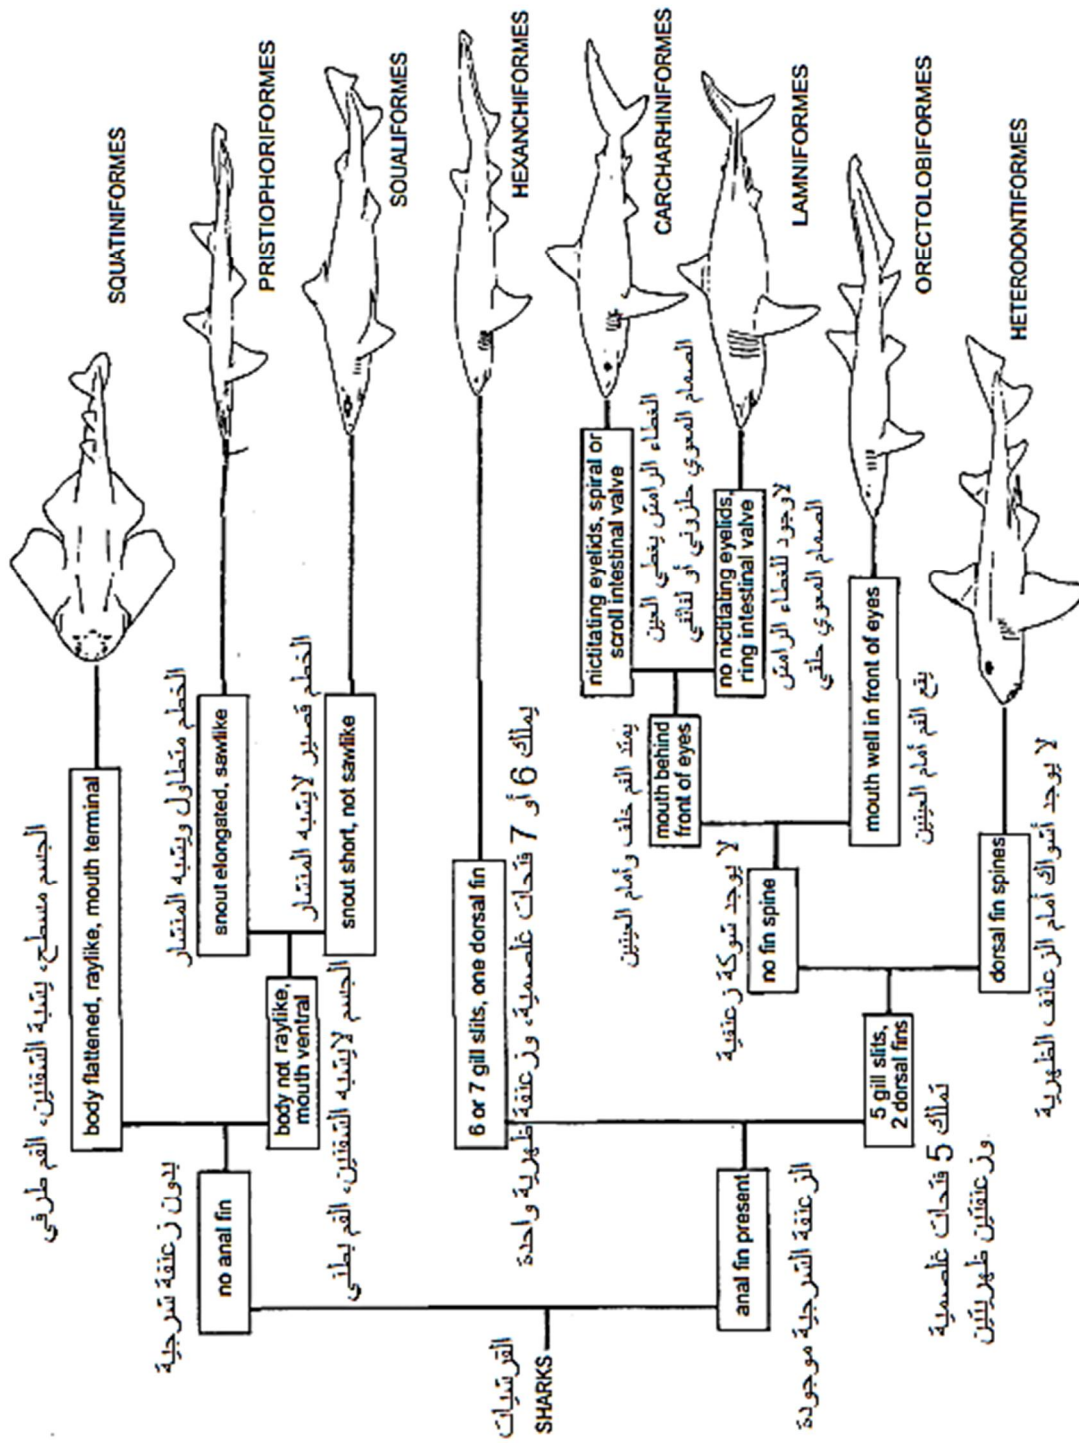 القرشيات
SHARKS
بدون زعنفة شرجية
no anal fin
الجسم مسطح، يشبه الشفنين، الفم طرفي
body flattened, raylike, mouth terminal
SQUATINIFORMES
body not raylike,
mouth ventral
الجسم لايشبه الشفنين، الفم بطني
الخطم متطاول ويشبه المنشار
snout elongated, sawlike
PRISTIOPHORIFORMES
الخطم قصير لايشبه المنشار
snout short, not sawlike
SQUALIFORMES
anal fin present
الزعنفة الشرجية موجودة
6 or 7 gill slits, one dorsal fin
يملك 6 أو 7 فتحات غلصمية، وزعنفة ظهرية واحدة
HEXANCHIFORMES
5 gill slits,
2 dorsal fins
تملك 5 فتحات غلصمية
وزعنفتين ظهريتين
لا يوجد شوكة زعنفية
no fin spine
يمتد الفم خلف وأمام العينين
mouth behind
front of eyes
nictitating eyelids, spiral or
scroll intestinal valve
الغطاء الرامش يغطي العين
الصمام المعوي حلزوني أو لفائفي
CARCHARHINIFORMES
no nictitating eyelids,
ring intestinal valve
لاوجود للغطاء الرامش
الصمام المعوي حلقي
LAMNIFORMES
mouth well in front of eyes
يقع الفم أمام العينين
ORECTOLOBIFORMES
dorsal fin spines
لا يوجد أشواك أمام الزعانف الظهرية
HETERODONTIFORMES